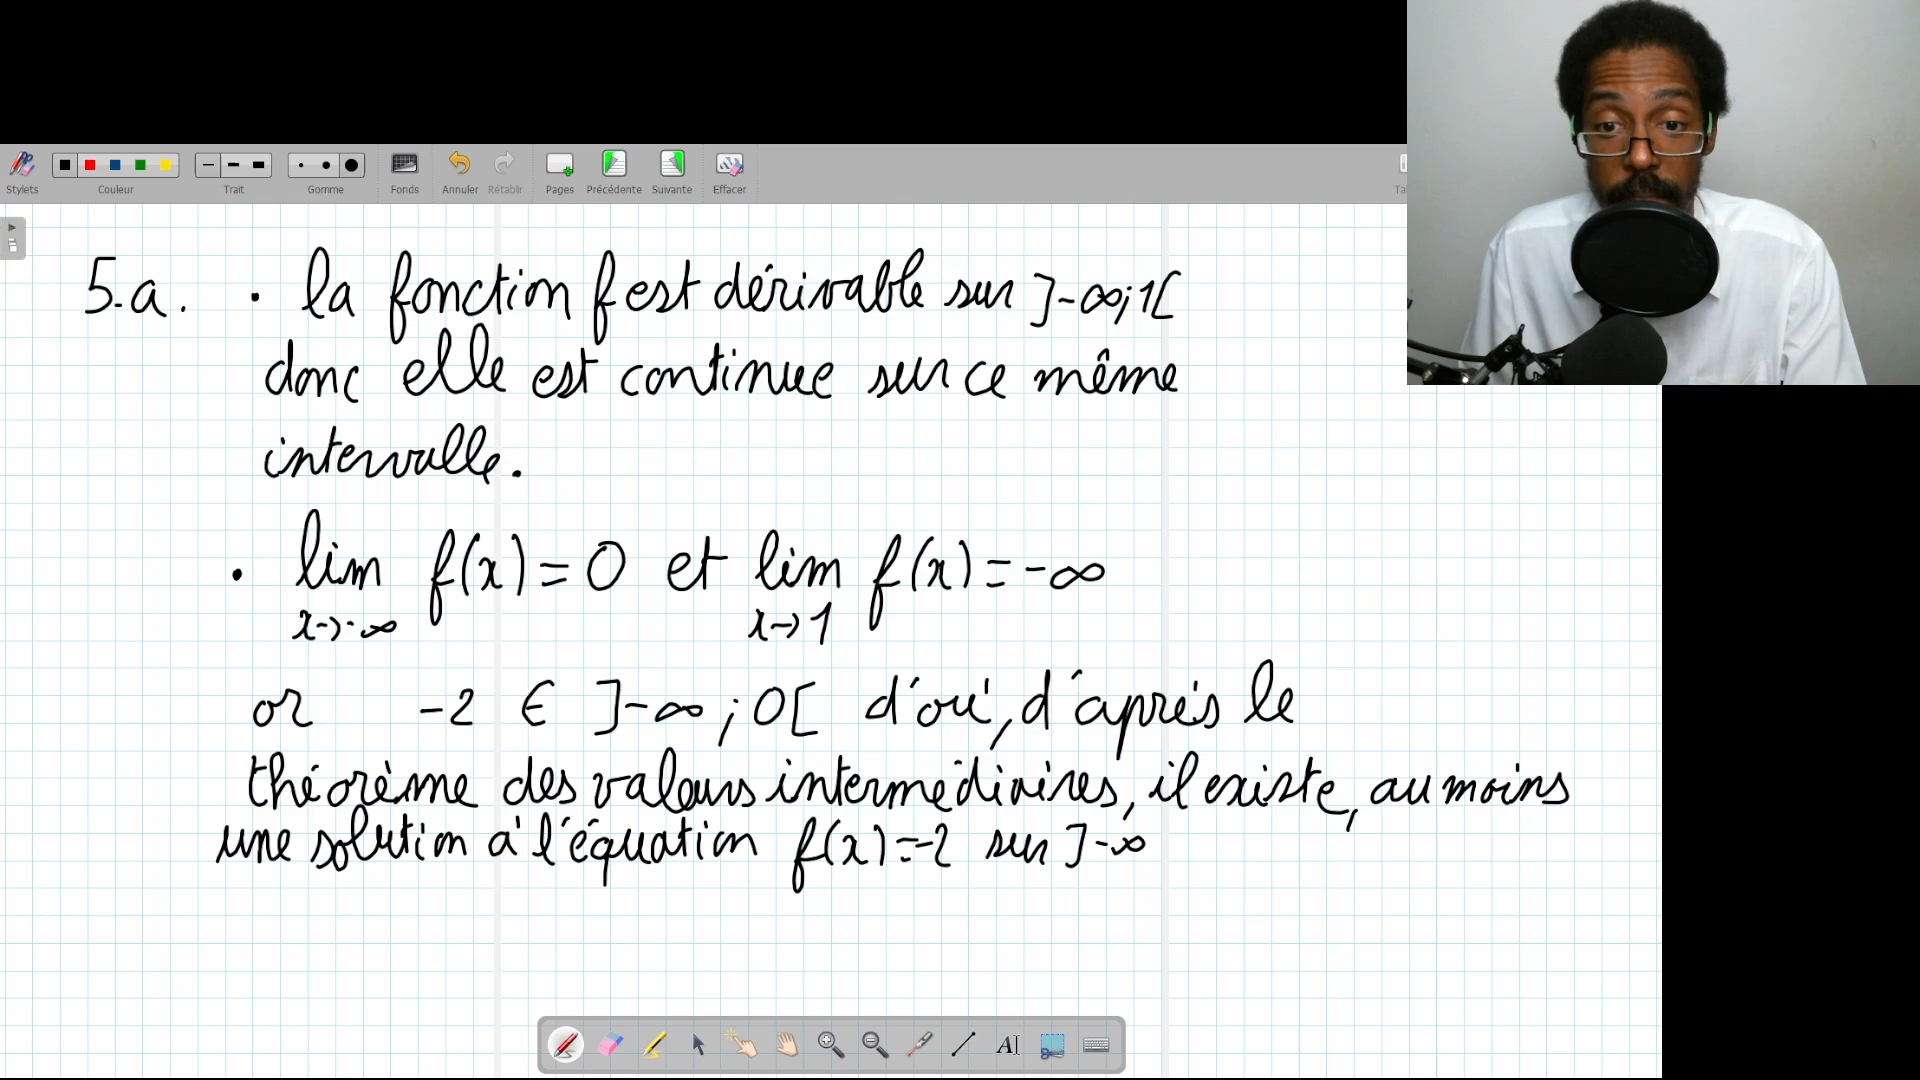 Stylets
Couleur
Trait
Gomme
Fonds
Annuler
Rétablir
Pages
Précédente
Suivante
Effacer
5.a. • la fonction f est dérivable sur ]-∞;1[
donc elle est continue sur ce même
intervalle.
• lim f(x) = 0 et lim f(x) = -∞
x→-∞ x→1
or -2 ∈ ]-∞;0[ d'où, d'après le
théorème des valeurs intermédiaires, il existe, au moins
une solution à l'équation f(x)=-2 sur ]-∞
AI